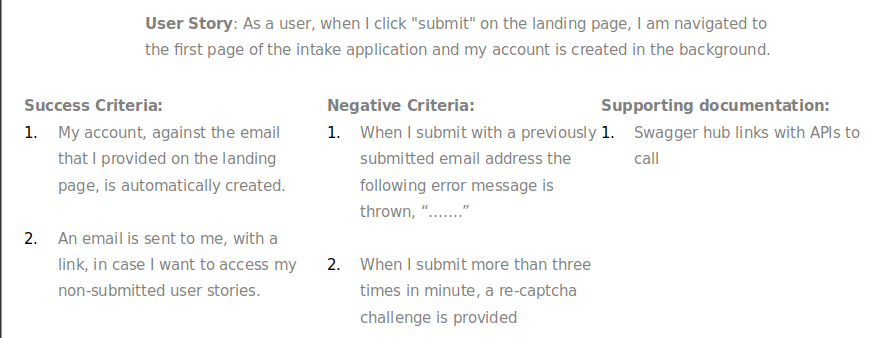 User Story: As a user, when I click "submit" on the landing page, I am navigated to
the first page of the intake application and my account is created in the background.
Success Criteria:
1. My account, against the email
that I provided on the landing
page, is automatically created.
2. An email is sent to me, with a
link, in case I want to access my
non-submitted user stories.
Negative Criteria:
1. When I submit with a previously
submitted email address the
following error message is
thrown, “.......”
2. When I submit more than three
times in minute, a re-captcha
challenge is provided
Supporting documentation:
1. Swagger hub links with APIs to
call